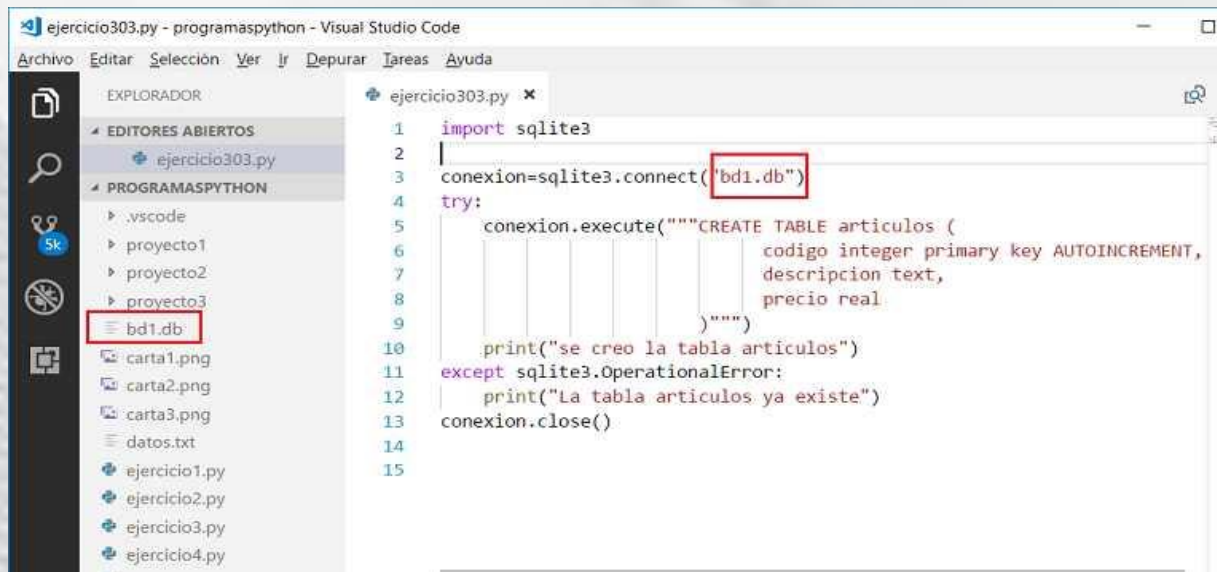 ejercicio303.py - programaspython - Visual Studio Code
Archivo Editar Selección Ver Ir Depurar Tareas Ayuda
EXPLORADOR
EDITORES ABIERTOS
ejercicio303.py
PROGRAMASPYTHON
.vscode
proyecto1
proyecto2
proyecto3
bd1.db
carta1.png
carta2.png
carta3.png
datos.txt
ejercicio1.py
ejercicio2.py
ejercicio3.py
ejercicio4.py
5k
ejercicio303.py
1 import sqlite3
2
3 conexion=sqlite3.connect("bd1.db")
4 try:
5 conexion.execute("""CREATE TABLE articulos (
6 codigo integer primary key AUTOINCREMENT,
7 descripcion text,
8 precio real
9 )""")
10 print("se creo la tabla articulos")
11 except sqlite3.OperationalError:
12 print("La tabla articulos ya existe")
13 conexion.close()
14
15